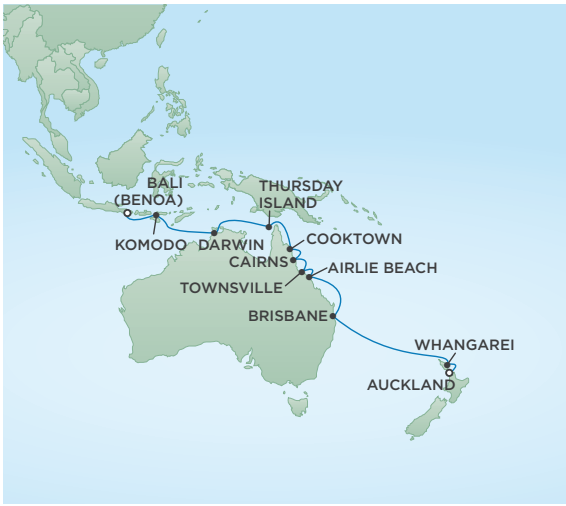 BALI
(BENOA)
THURSDAY
ISLAND
KOMODO
DARWIN
COOKTOWN
CAIRNS
AIRLIE BEACH
TOWNSVILLE
BRISBANE
WHANGAREI
AUCKLAND